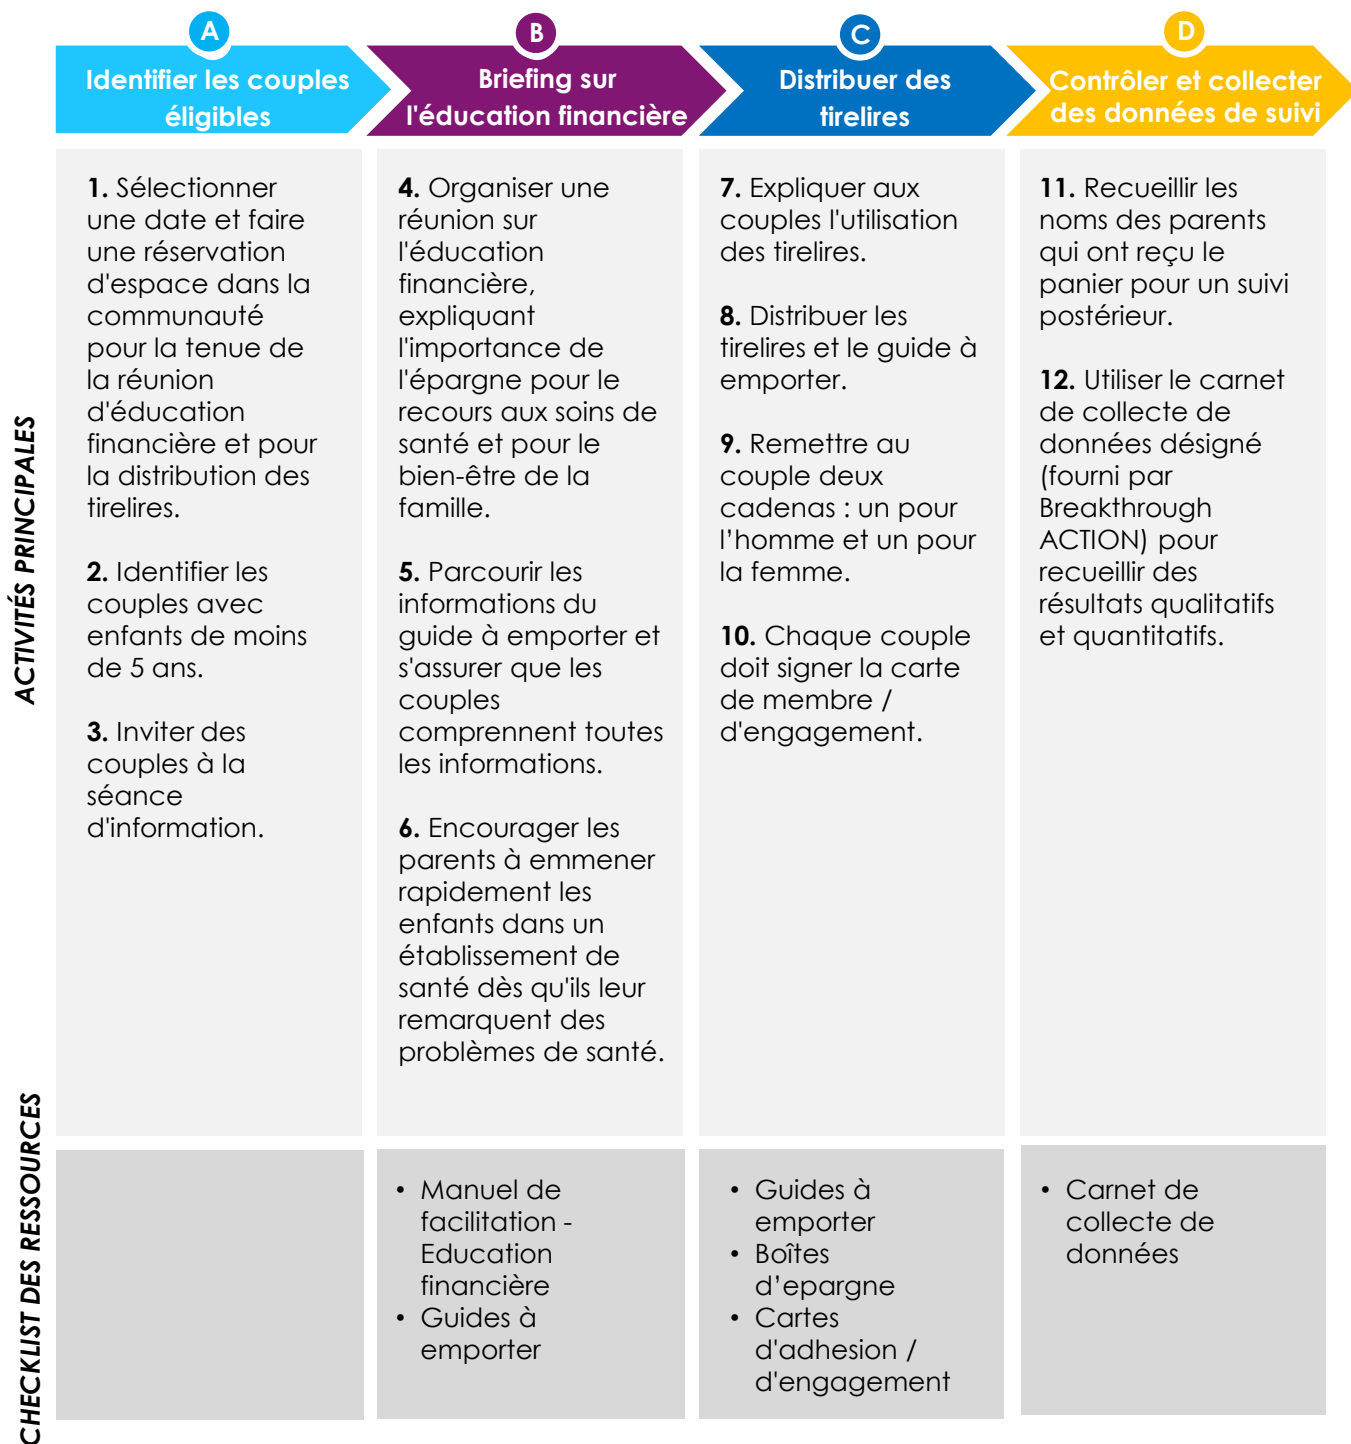 A
Identifier les couples
éligibles
B
Briefing sur
l'éducation financière
C
Distribuer des
tirelires
D
Contrôler et collecter
des données de suivi
ACTIVITÉS PRINCIPALES
1. Sélectionner
une date et faire
une réservation
d'espace dans la
communauté
pour la tenue de
la réunion
d'éducation
financière et pour
la distribution des
tirelires.
2. Identifier les
couples avec
enfants de moins
de 5 ans.
3. Inviter des
couples à la
séance
d'information.
4. Organiser une
réunion sur
l'éducation
financière,
expliquant
l'importance de
l'épargne pour le
recours aux soins de
santé et pour le
bien-être de la
famille.
5. Parcourir les
informations du
guide à emporter et
s'assurer que les
couples
comprennent toutes
les informations.
6. Encourager les
parents à emmener
rapidement les
enfants dans un
établissement de
santé dès qu'ils leur
remarquent des
problèmes de santé.
7. Expliquer aux
couples l'utilisation
des tirelires.
8. Distribuer les
tirelires et le guide à
emporter.
9. Remettre au
couple deux
cadenas : un pour
l’homme et un pour
la femme.
10. Chaque couple
doit signer la carte
de membre /
d'engagement.
11. Recueillir les
noms des parents
qui ont reçu le
panier pour un suivi
postérieur.
12. Utiliser le carnet
de collecte de
données désigné
(fourni par
Breakthrough
ACTION) pour
recueillir des
résultats qualitatifs
et quantitatifs.
CHECKLIST DES RESSOURCES
• Manuel de
facilitation -
Education
financière
• Guides à
emporter
• Guides à
emporter
• Boîtes
d’epargne
• Cartes
d'adhesion /
d'engagement
• Carnet de
collecte de
données